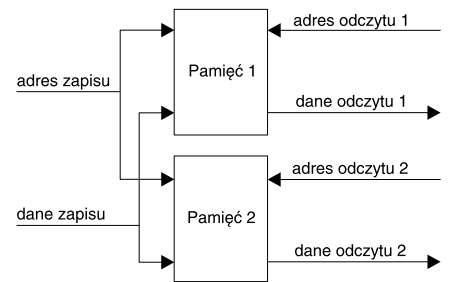 adres odczytu 1
Pamięć 1
adres zapisu
dane odczytu 1
adres odczytu 2
dane zapisu
Pamięć 2
dane odczytu 2